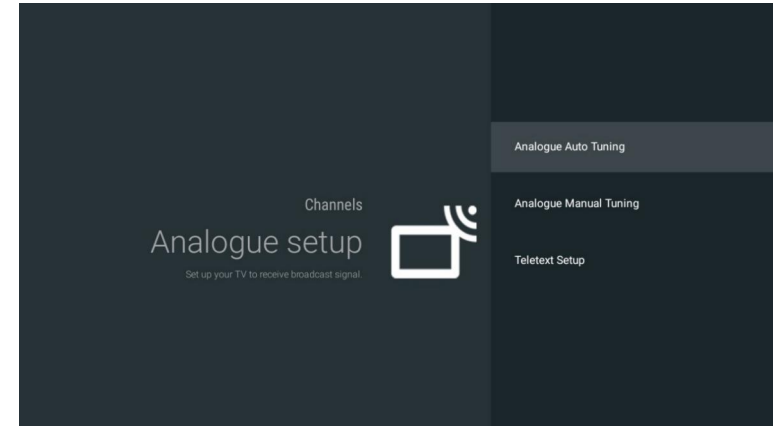 Channels
Analogue setup
Set up your TV to receive broadcast signal.
Analogue Auto Tuning
Analogue Manual Tuning
Teletext Setup